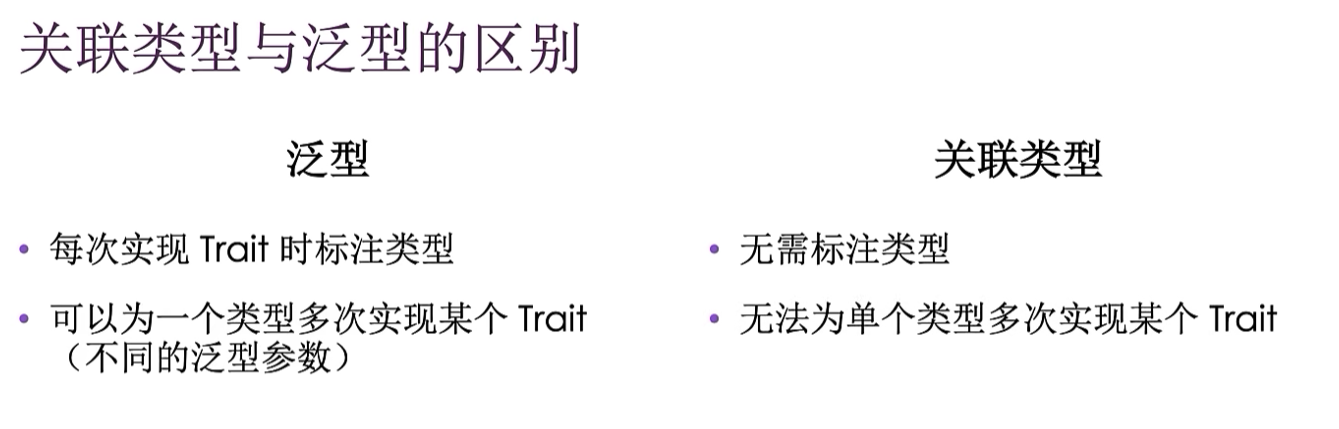 关联类型与泛型的区别
泛型
• 每次实现 Trait 时标注类型
• 可以为一个类型多次实现某个 Trait
（不同的泛型参数）
关联类型
• 无需标注类型
• 无法为单个类型多次实现某个 Trait